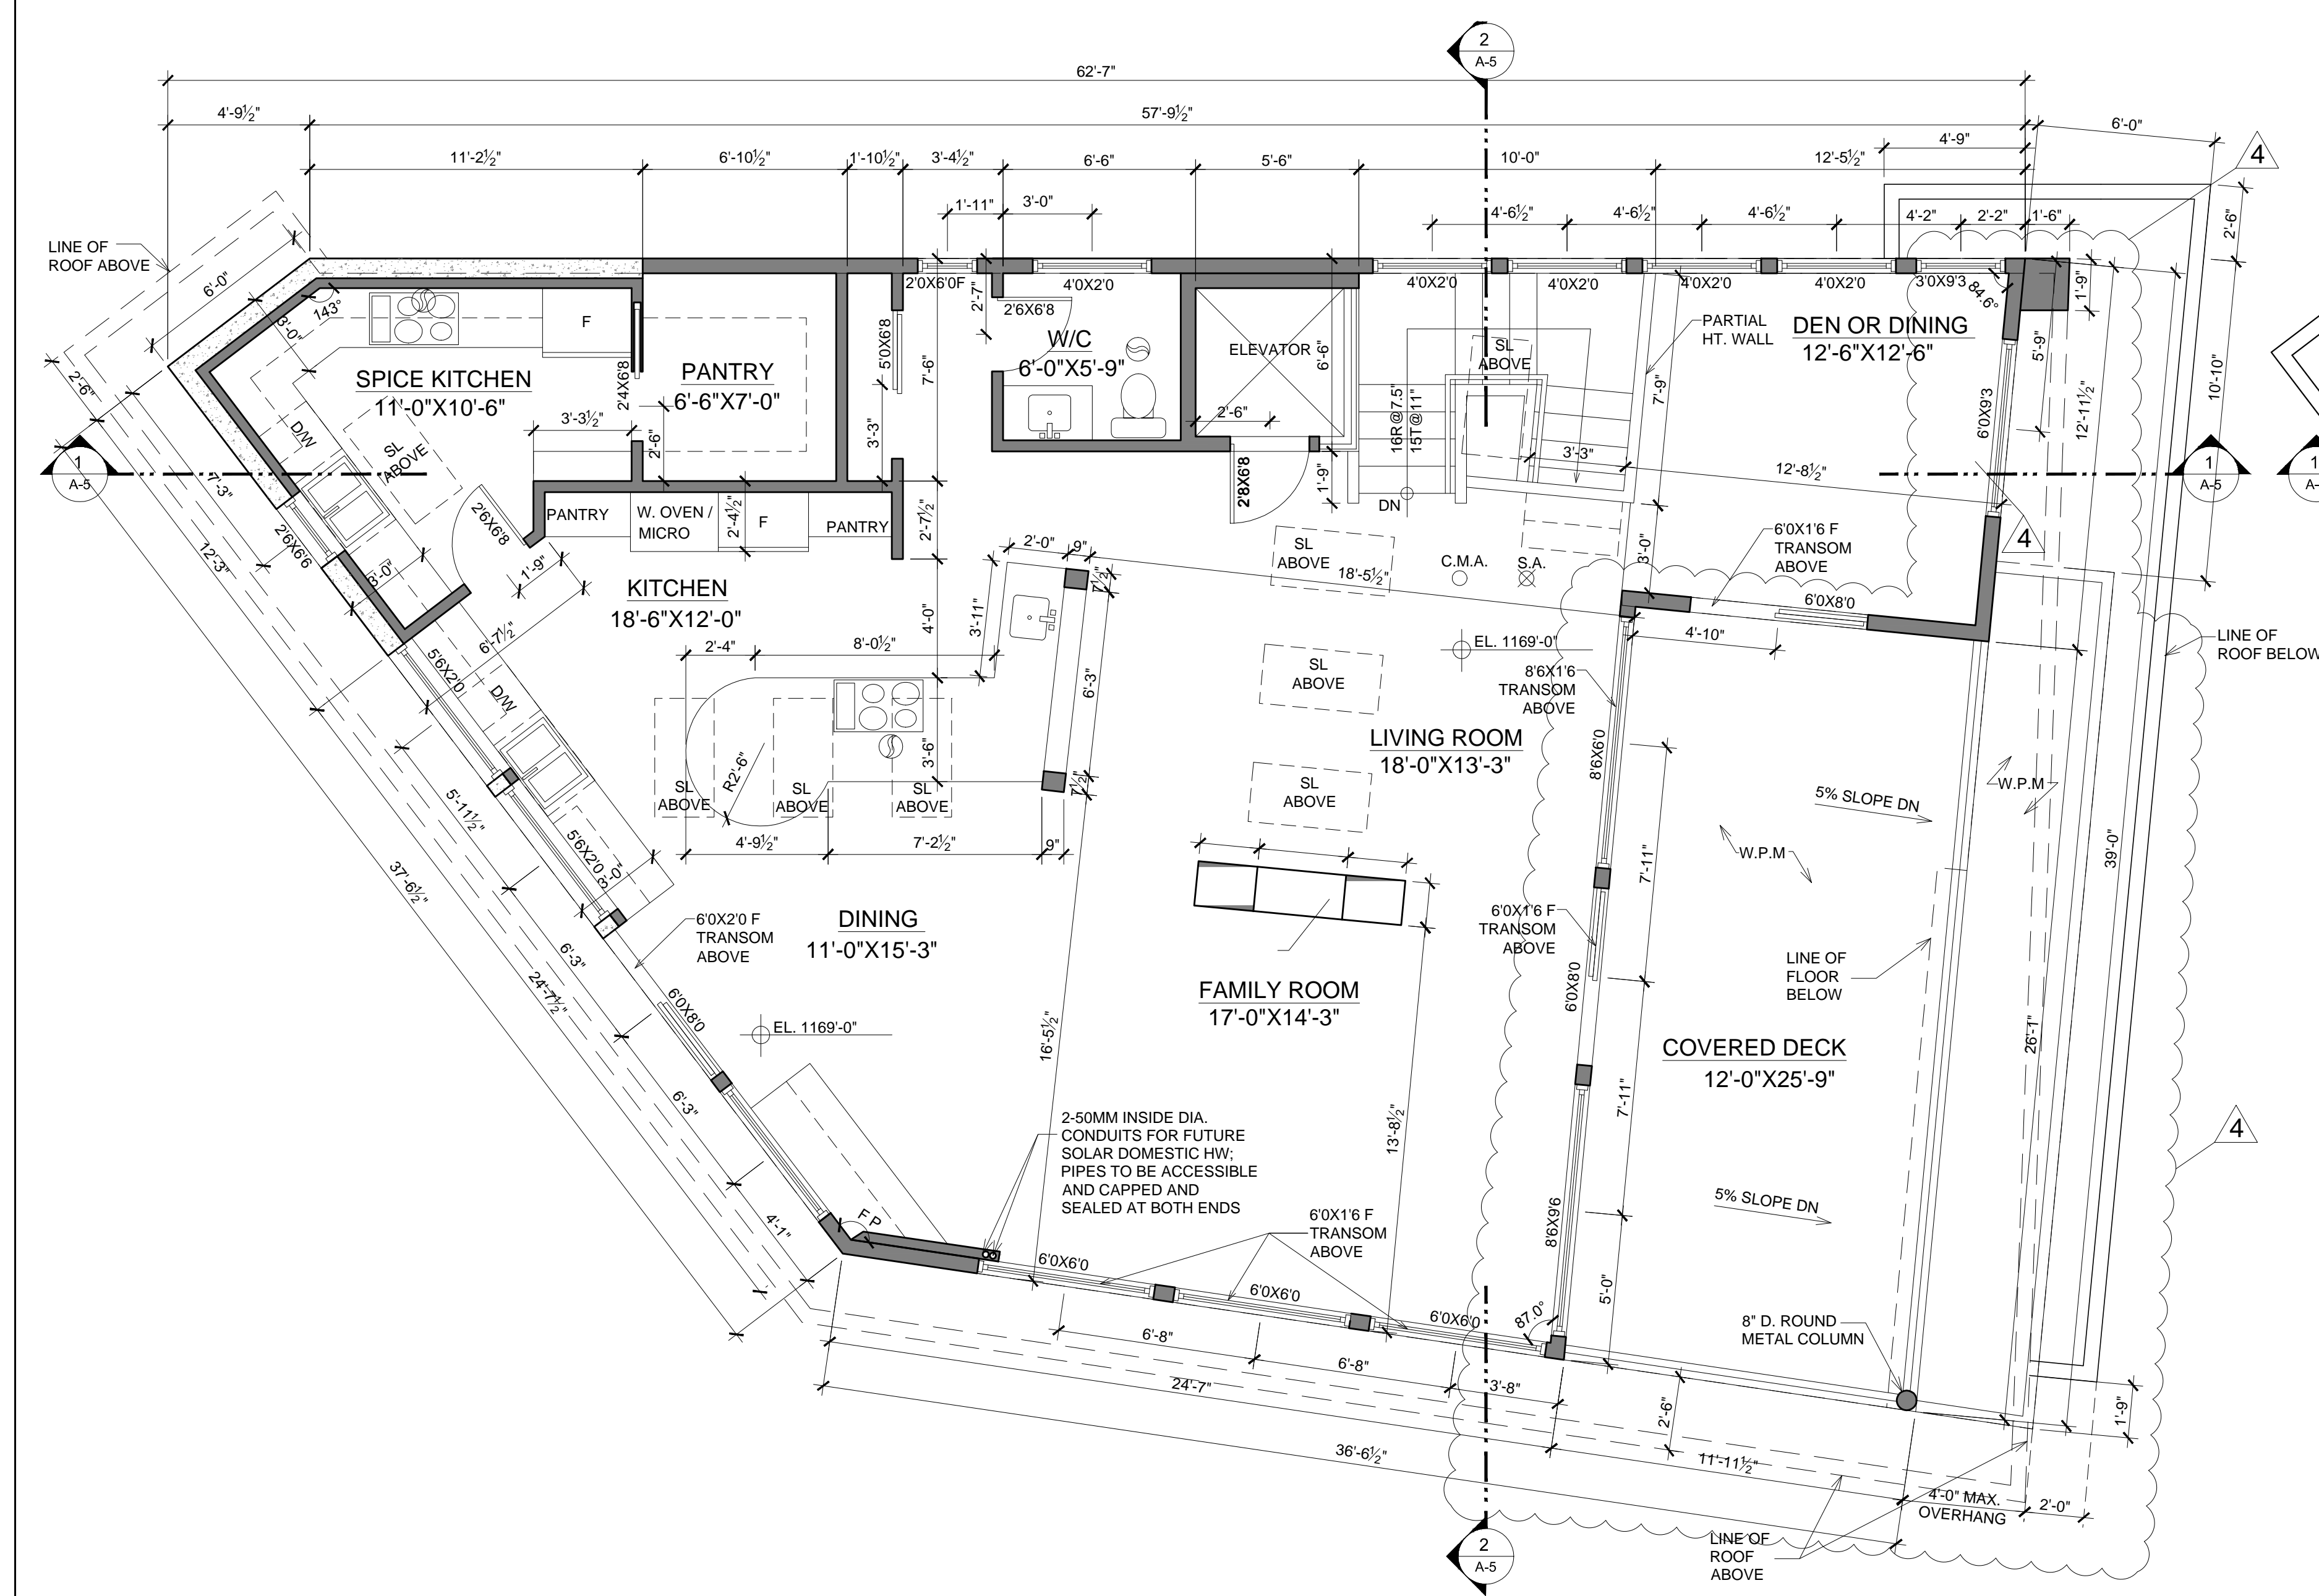 2
A-5
62'-7"
4'-9½"
57'-9½"
6'-0"
4'-9"
4
11'-2½"
6'-10½"
1'-10½"
3'-4½"
6'-6"
5'-6"
10'-0"
12'-5½"
1'-11"
3'-0"
4'-6½"
4'-6½"
4'-6½"
4'-2"
2'-2"
1'-6"
2'-6"
LINE OF
ROOF ABOVE
6'-0"
3'-0"
143°
F
2'0X6'0F
2'-7"
4'0X2'0
4'0X2'0
4'0X2'0
4'0X2'0
4'0X2'0
3'0X9'3
84.6°
1'-9"
2'6X6'8
PARTIAL
HT. WALL
DEN OR DINING
12'-6"X12'-6"
5'-9"
10'-10"
12'-11½"
W/C
6'-0"X5'-9"
ELEVATOR
6'-6"
SL
ABOVE
SPICE KITCHEN
11'-0"X10'-6"
2'4X6'8
PANTRY
6'-6"X7'-0"
5'0X6'8
7'-6"
7'-9"
6'0X9'3
2'-6"
D/W
SL
ABOVE
3'-3½"
2'-6"
3'-3"
2'-6"
16R@7.5"
15T@11"
3'-3"
12'-8½"
1
A-5
1
A-5
1
2'-6"
7'-3"
12'-3"
2'6X6'6
3'-0"
2'6X6'8
1'-9"
PANTRY
W. OVEN /
MICRO
2'-4½"
F
PANTRY
2'-7½"
2'8X6'8
1'-9"
DN
4
6'0X1'6 F
TRANSOM
ABOVE
SL
ABOVE
C.M.A.
S.A.
3'-0"
2'-0"
9"
7½"
18'-5½"
6'0X8'0
4'-10"
KITCHEN
18'-6"X12'-0"
3'-11"
4'-0"
6'-7½"
2'-4"
8'-0½"
EL. 1169'-0"
LINE OF
ROOF BELOW
5'6X2'0
D/W
6'-3"
SL
ABOVE
8'6X1'6
TRANSOM
ABOVE
LIVING ROOM
18'-0"X13'-3"
8'6X6'0
3'-6"
R2'-6"
SL
ABOVE
SL
ABOVE
SL
ABOVE
7½"
SL
ABOVE
W.P.M
5% SLOPE DN
5'-11½"
5'6X2'0
3'-0"
4'-9½"
7'-2½"
9"
7'-11"
W.P.M
39'-0"
37'-6½"
6'0X2'0 F
TRANSOM
ABOVE
DINING
11'-0"X15'-3"
6'0X1'6 F
TRANSOM
ABOVE
6'-3"
24'-7½"
6'0X8'0
6'0X8'0
FAMILY ROOM
17'-0"X14'-3"
LINE OF
FLOOR
BELOW
EL. 1169'-0"
16'-5½"
COVERED DECK
12'-0"X25'-9"
26'-1"
6'-3"
7'-11"
13'-8½"
2-50MM INSIDE DIA.
CONDUITS FOR FUTURE
SOLAR DOMESTIC HW;
PIPES TO BE ACCESSIBLE
AND CAPPED AND
SEALED AT BOTH ENDS
4
4'-1"
F P
6'0X1'6 F
TRANSOM
ABOVE
8'6X9'6
5% SLOPE DN
6'0X6'0
6'0X6'0
6'0X6'0
5'-0"
87.0°
8" D. ROUND
METAL COLUMN
6'-8"
6'-8"
3'-8"
24'-7"
2'-6"
1'-9"
36'-6½"
11'-11½"
4'-0" MAX.
OVERHANG
2'-0"
LINE OF
ROOF
ABOVE
2
A-5